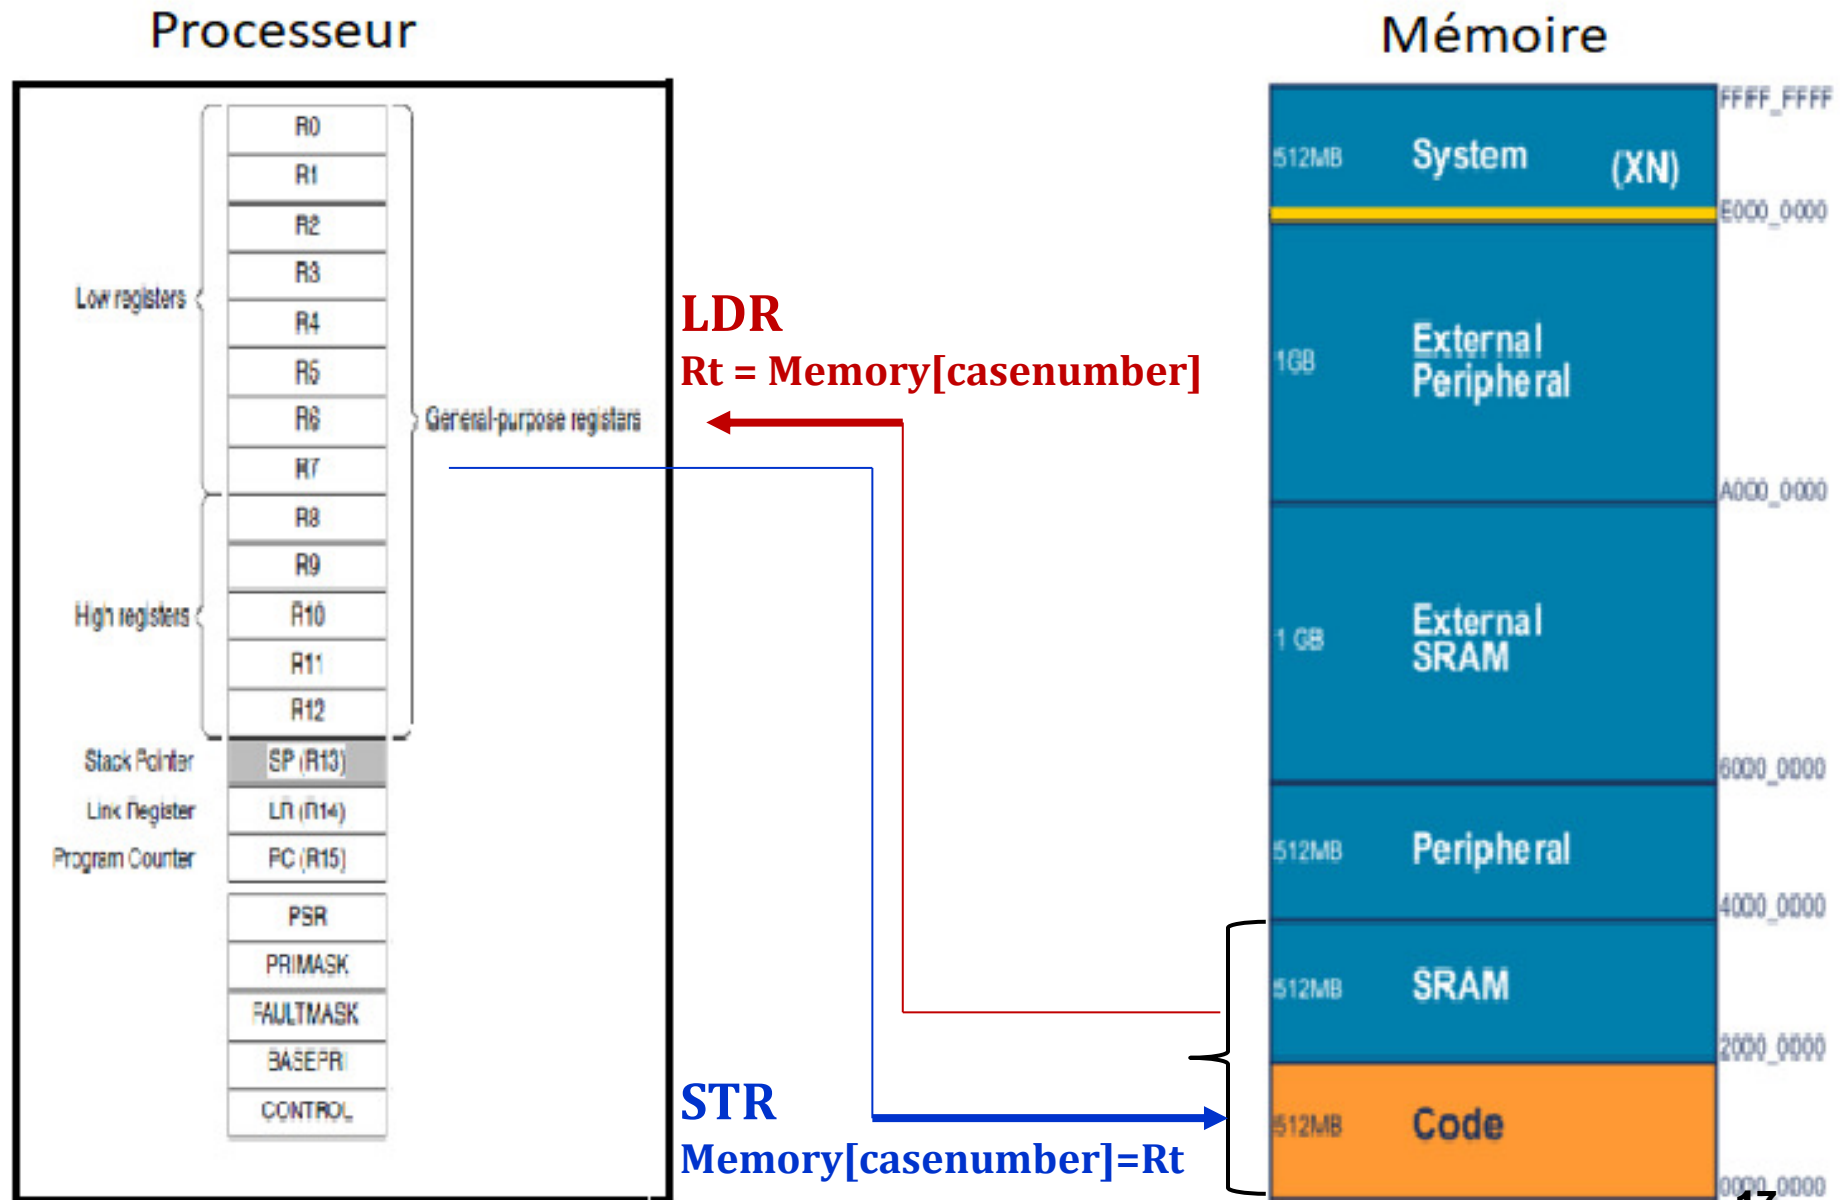 Processeur
R0
R1
R2
R3
R4
R5
R6
R7
R8
R9
R10
R11
R12
SP (R13)
LR (R14)
PC (R15)
PSR
PRIMASK
FAULTMASK
BASEPRI
CONTROL
Low registers
High registers
General-purpose registers
Stack Pointer
Link Register
Program Counter
LDR
Rt = Memory[casenumber]
STR
Memory[casenumber]=Rt
Mémoire
FFFF_FFFF
512MB System (XN)
E000_0000
1GB External
Peripheral
A000_0000
1 GB External
SRAM
6000_0000
512MB Peripheral
4000_0000
512MB SRAM
2000_0000
512MB Code
0000_0000